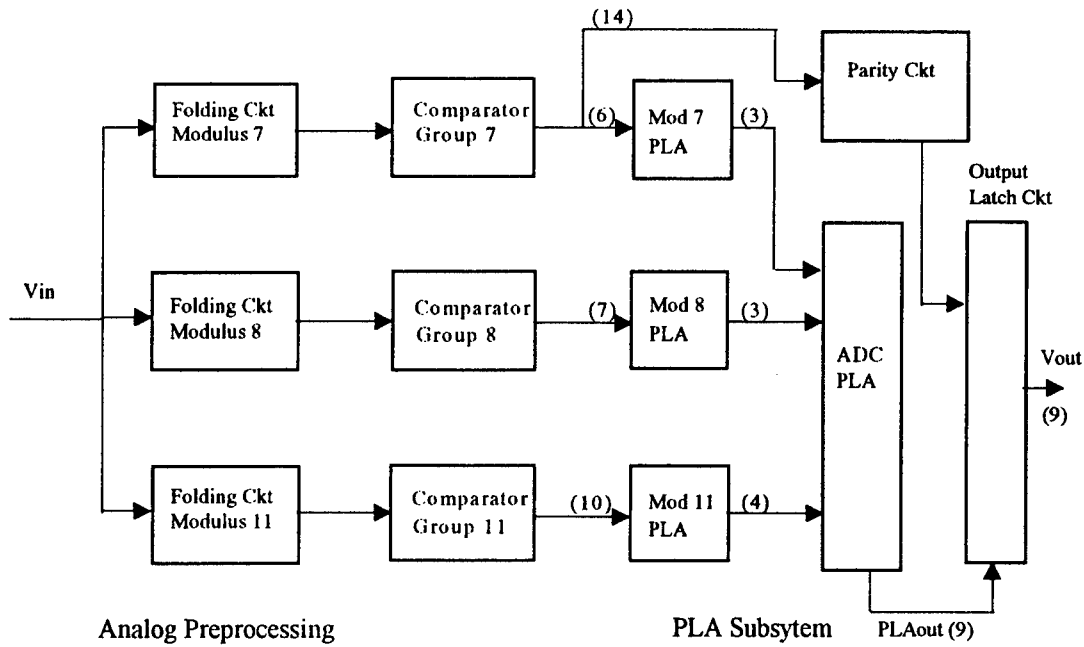 (14)
Parity Ckt
Folding Ckt
Modulus 7
Comparator
Group 7
(6)
Mod 7
PLA
(3)
Output
Latch Ckt
Vin
Folding Ckt
Modulus 8
Comparator
Group 8
(7)
Mod 8
PLA
(3)
ADC
PLA
Vout
(9)
Folding Ckt
Modulus 11
Comparator
Group 11
(10)
Mod 11
PLA
(4)
Analog Preprocessing
PLA Subsytem
PLAout (9)